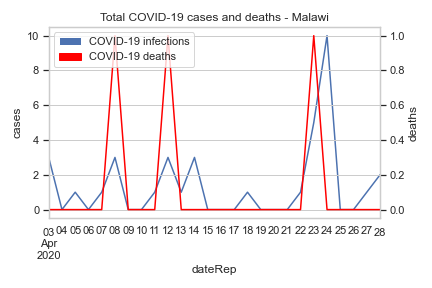 Total COVID-19 cases and deaths - Malawi
COVID-19 infections
COVID-19 deaths
cases
10
8
6
4
2
0
deaths
1.0
0.8
0.6
0.4
0.2
0.0
03 04 05 06 07 08 09 10 11 12 13 14 15 16 17 18 19 20 21 22 23 24 25 26 27 28
Apr
2020
dateRep